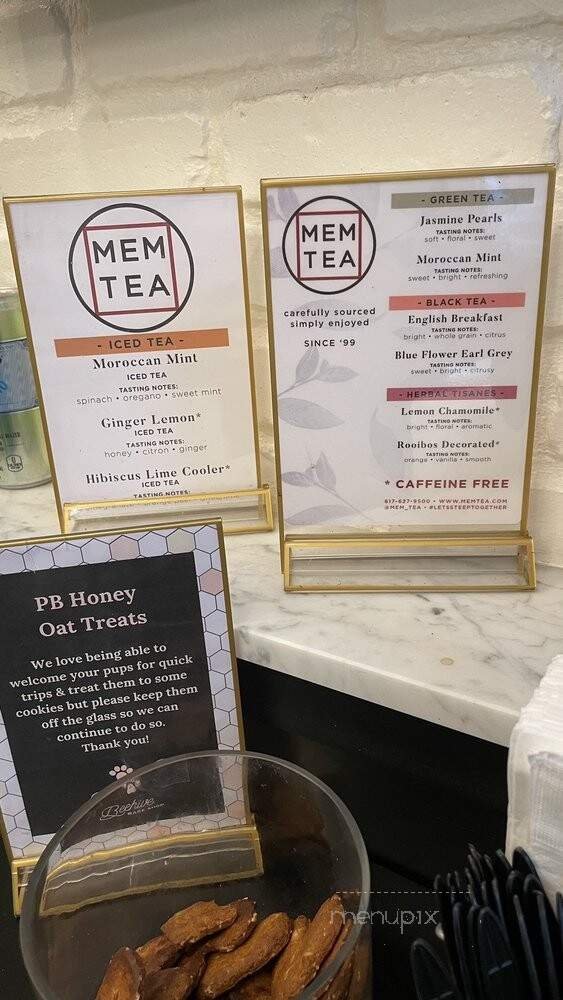 MEM
TEA
- ICED TEA -
Moroccan Mint
ICED TEA
TASTING NOTES:
spinach • oregano • sweet mint
Ginger Lemon*
ICED TEA
TASTING NOTES:
honey • citron • ginger
Hibiscus Lime Cooler*
ICED TEA
TASTING NOTES:
MEM
TEA
carefully sourced
simply enjoyed
SINCE '99
- GREEN TEA -
Jasmine Pearls
TASTING NOTES:
soft • floral • sweet
Moroccan Mint
TASTING NOTES:
sweet • bright • refreshing
- BLACK TEA -
English Breakfast
TASTING NOTES:
bright • whole grain • citrus
Blue Flower Earl Grey
TASTING NOTES:
sweet • bright • citrusy
- HERBAL TISANES -
Lemon Chamomile*
TASTING NOTES:
bright • floral • aromatic
Rooibos Decorated*
TASTING NOTES:
orange • vanilla • smooth
* CAFFEINE FREE
617-627-9500 • WWW.MEMTEA.COM
@MEM_TEA • #LETSSTEEPTOGETHER
PB Honey
Oat Treats
We love being able to
welcome your pups for quick
trips & treat them to some
cookies but please keep them
off the glass so we can
continue to do so.
Thank you!
Beehive
BAKE SHOP
menupix